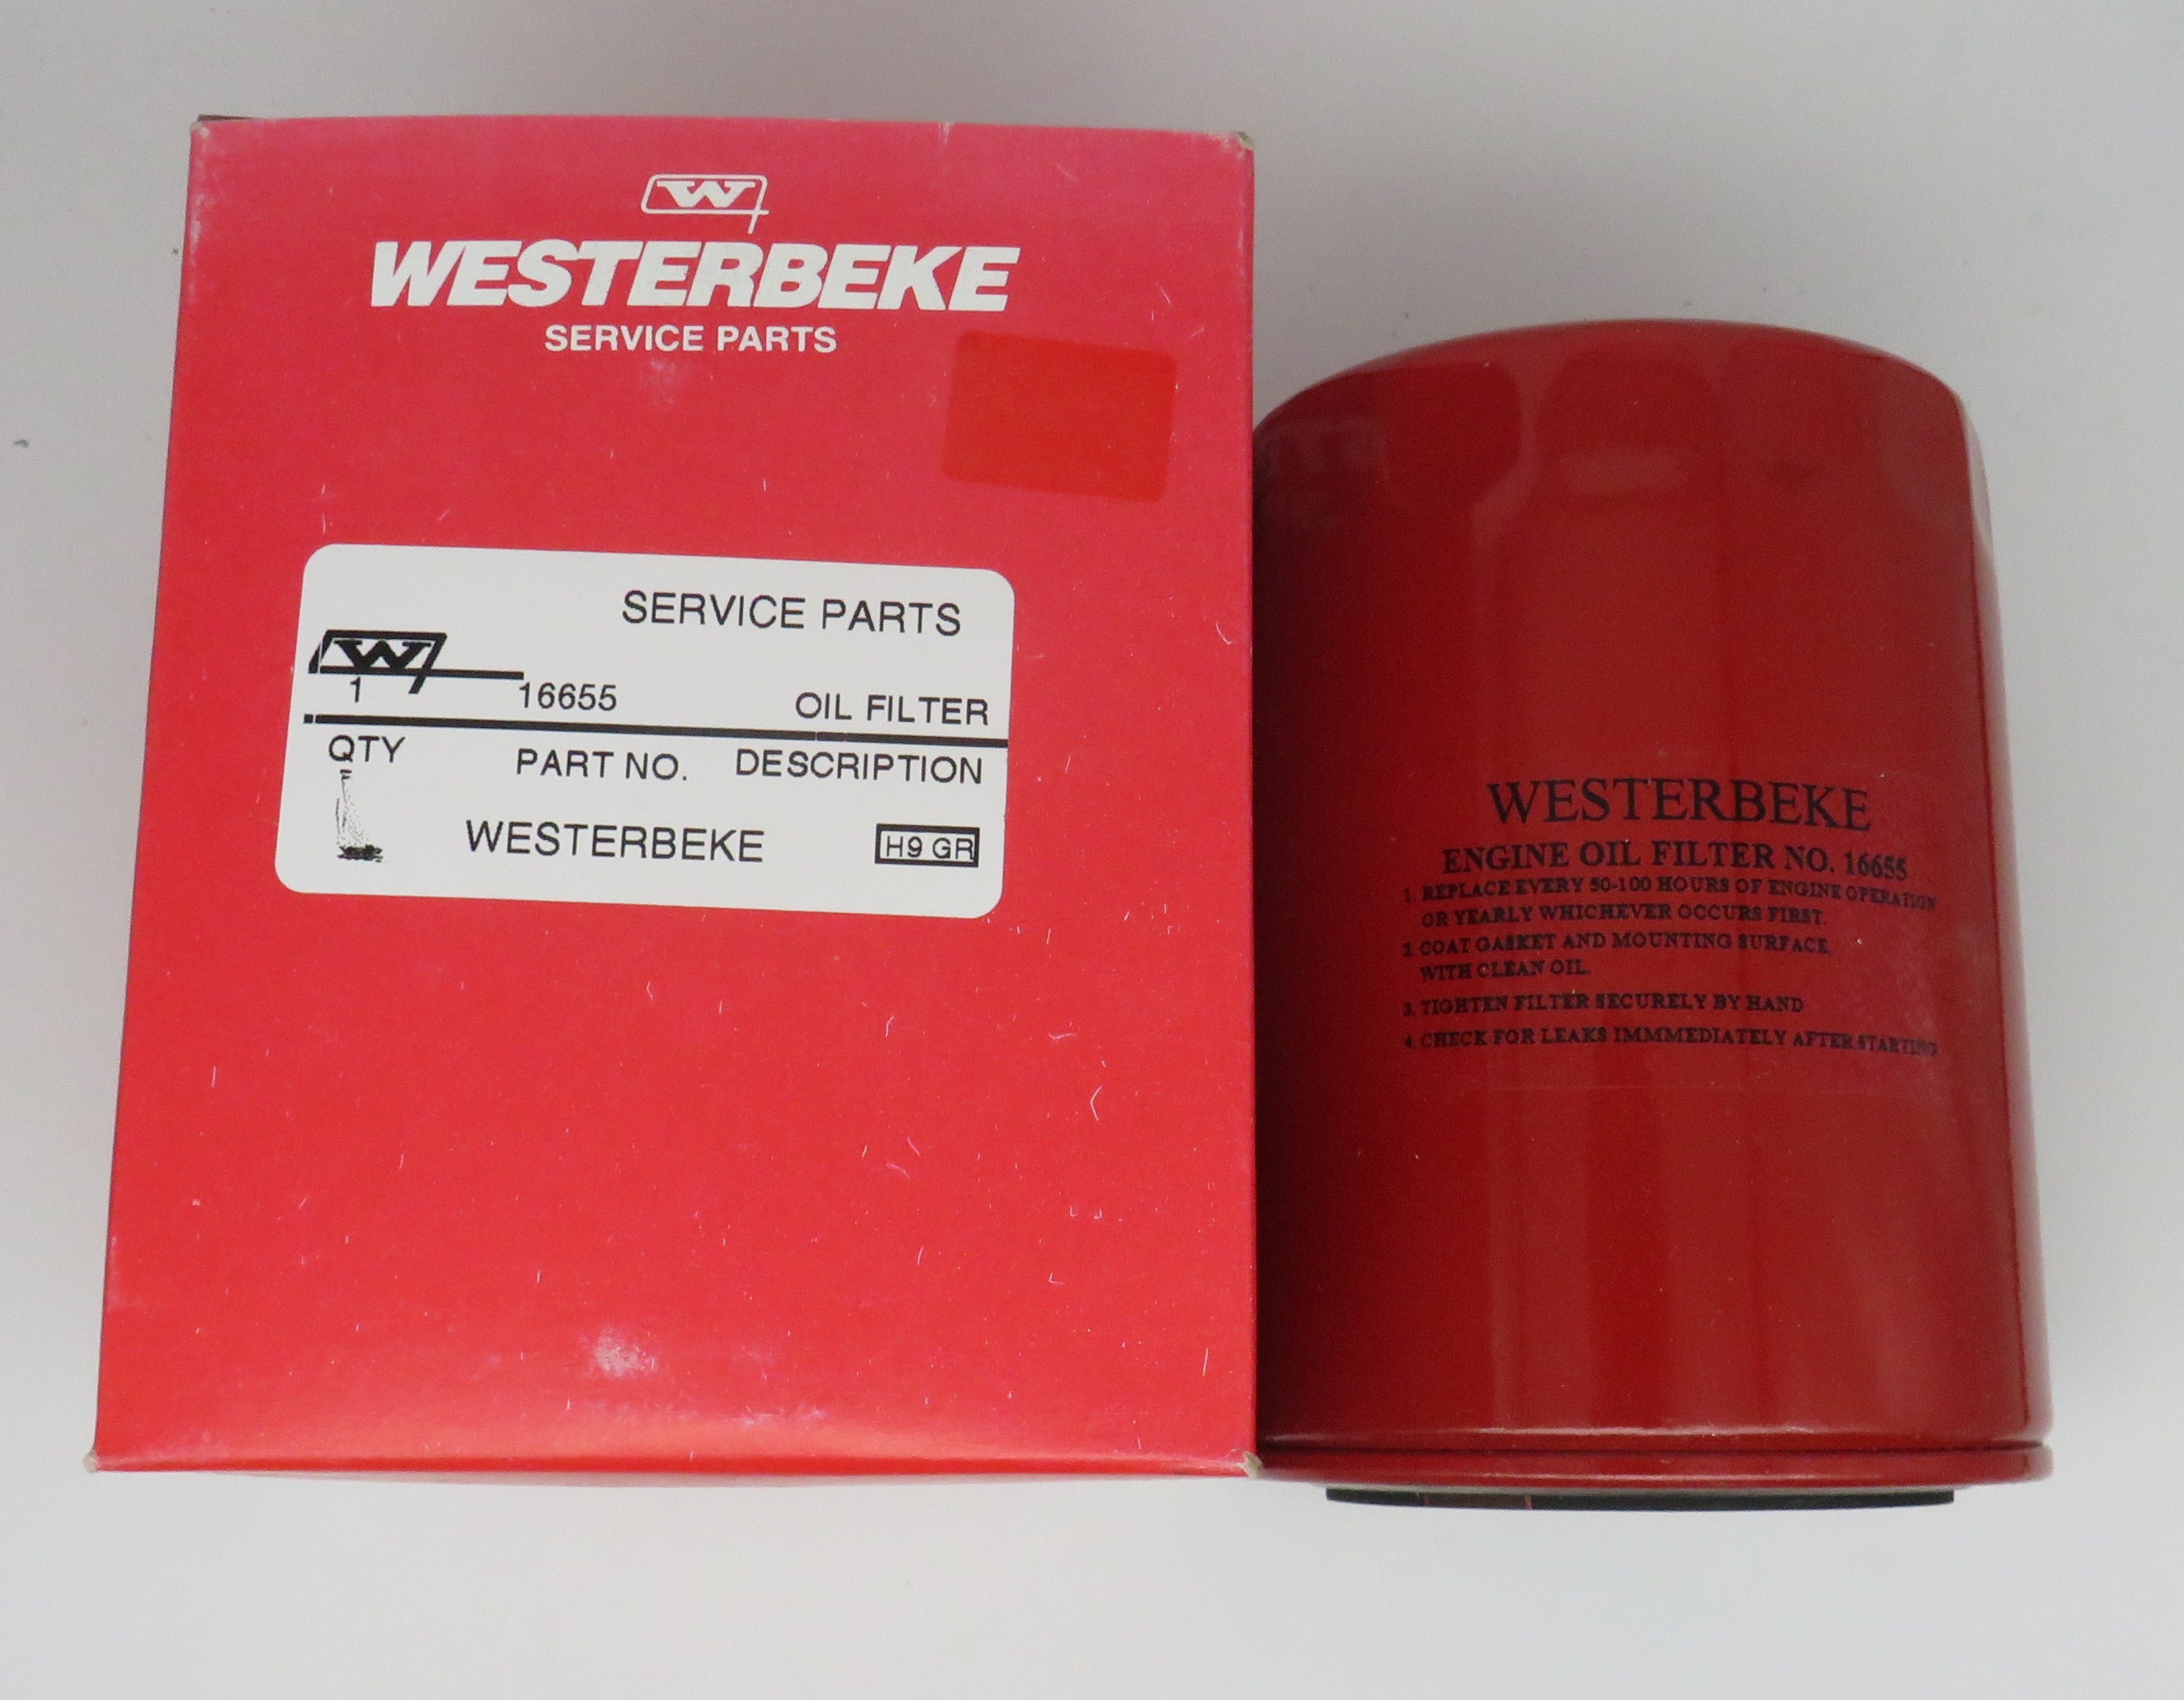 W
WESTERBEKE
SERVICE PARTS
SERVICE PARTS
W
1 16655 OIL FILTER
QTY PART NO. DESCRIPTION
WESTERBEKE H9 GR
WESTERBEKE
ENGINE OIL FILTER NO. 16655
1. REPLACE EVERY 50-100 HOURS OF ENGINE OPERATION
OR YEARLY WHICHEVER OCCURS FIRST.
2. COAT GASKET AND MOUNTING SURFACE
WITH CLEAN OIL.
3. TIGHTEN FILTER SECURELY BY HAND
4. CHECK FOR LEAKS IMMMEDIATELY AFTER STARTING